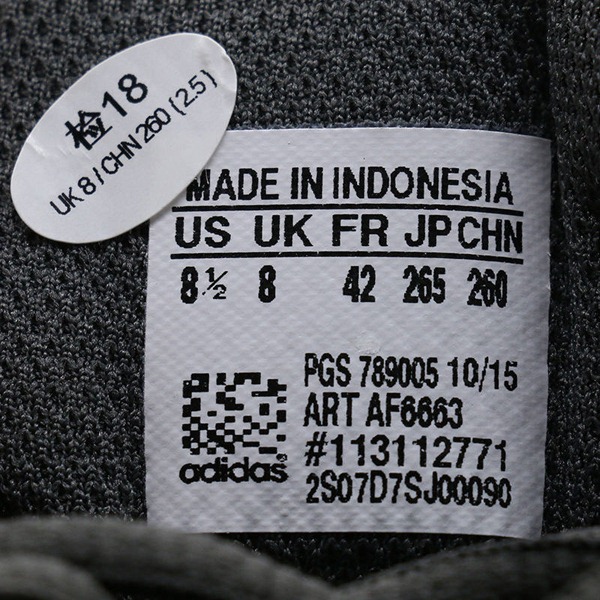 检18
UK 8 / CHN 260 (2.5)
MADE IN INDONESIA
US UK FR JP CHN
8½ 8 42 265 260
PGS 789005 10/15
ART AF6663
#113112771
adidas
2S07D7SJ00090